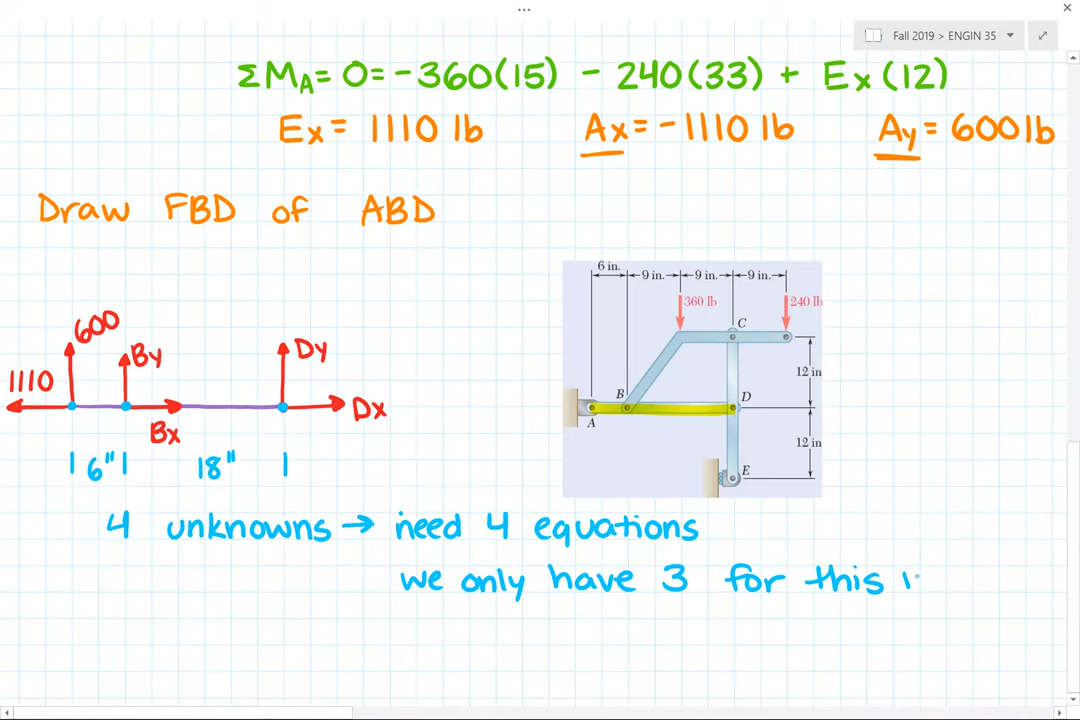 Fall 2019 > ENGIN 35
ΣM_A = 0 = -360(15) - 240(33) + Ex(12)
Ex = 1110 lb Ax = -1110 lb Ay = 600 lb
Draw FBD of ABD
6 in.
9 in. 9 in. 9 in.
360 lb 240 lb
C
12 in
B D
A
12 in
E
600
By Dy
1110
Bx Dx
6" 18"
4 unknowns → need 4 equations
we only have 3 for this